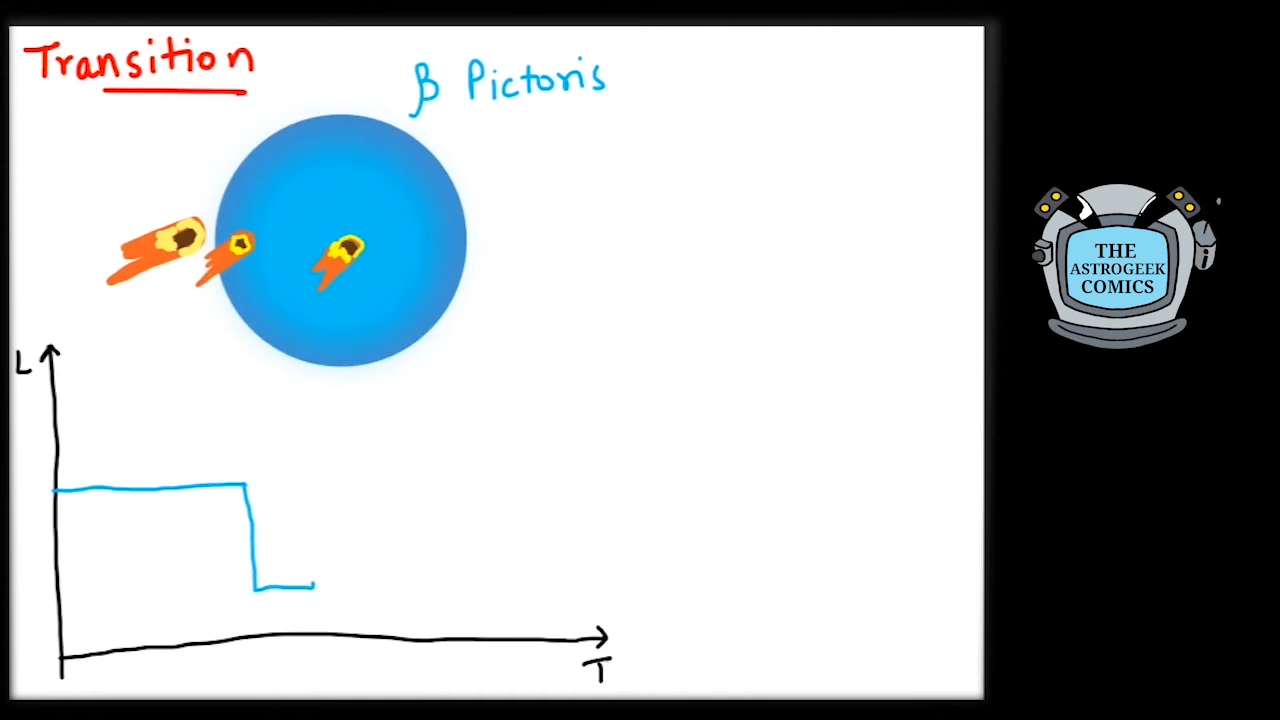 Transition
β Pictoris
L
T
THE
ASTROGEEK
COMICS